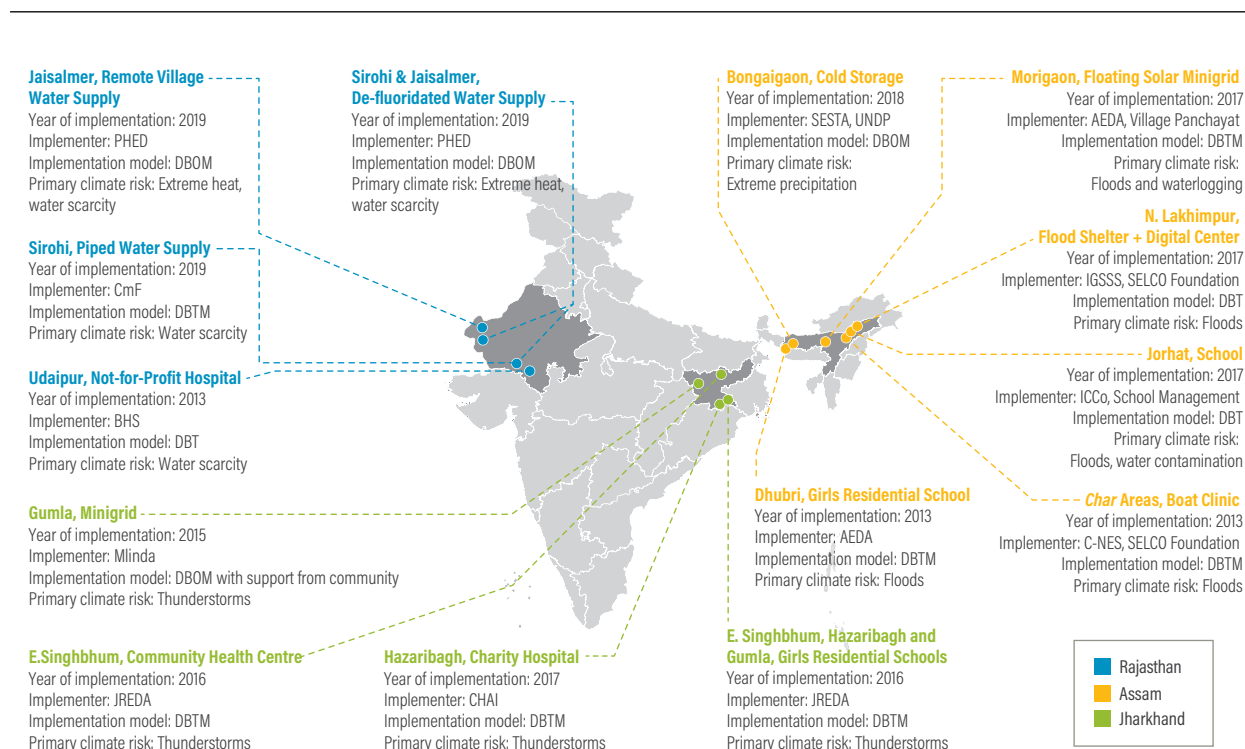 Jaisalmer, Remote Village
Water Supply
Year of implementation: 2019
Implementer: PHED
Implementation model: DBOM
Primary climate risk: Extreme heat,
water scarcity
Sirohi & Jaisalmer,
De-fluoridated Water Supply
Year of implementation: 2019
Implementer: PHED
Implementation model: DBOM
Primary climate risk: Extreme heat,
water scarcity
Bongaigaon, Cold Storage
Year of implementation: 2018
Implementer: SESTA, UNDP
Implementation model: DBOM
Primary climate risk:
Extreme precipitation
Morigaon, Floating Solar Minigrid
Year of implementation: 2017
Implementer: AEDA, Village Panchayat
Implementation model: DBTM
Primary climate risk:
Floods and waterlogging
Sirohi, Piped Water Supply
Year of implementation: 2019
Implementer: CmF
Implementation model: DBTM
Primary climate risk: Water scarcity
N. Lakhimpur,
Flood Shelter + Digital Center
Year of implementation: 2017
Implementer: IGSSS, SELCO Foundation
Implementation model: DBT
Primary climate risk: Floods
Udaipur, Not-for-Profit Hospital
Year of implementation: 2013
Implementer: BHS
Implementation model: DBT
Primary climate risk: Water scarcity
Jorhat, School
Year of implementation: 2017
Implementer: ICCo, School Management
Implementation model: DBT
Primary climate risk:
Floods, water contamination
Gumla, Minigrid
Year of implementation: 2015
Implementer: Mlinda
Implementation model: DBOM with support from community
Primary climate risk: Thunderstorms
Dhubri, Girls Residential School
Year of implementation: 2013
Implementer: AEDA
Implementation model: DBTM
Primary climate risk: Floods
Char Areas, Boat Clinic
Year of implementation: 2013
Implementer: C-NES, SELCO Foundation
Implementation model: DBTM
Primary climate risk: Floods
E.Singhbhum, Community Health Centre
Year of implementation: 2016
Implementer: JREDA
Implementation model: DBTM
Primary climate risk: Thunderstorms
Hazaribagh, Charity Hospital
Year of implementation: 2017
Implementer: CHAI
Implementation model: DBTM
Primary climate risk: Thunderstorms
E. Singhbhum, Hazaribagh and
Gumla, Girls Residential Schools
Year of implementation: 2016
Implementer: JREDA
Implementation model: DBTM
Primary climate risk: Thunderstorms
Rajasthan
Assam
Jharkhand